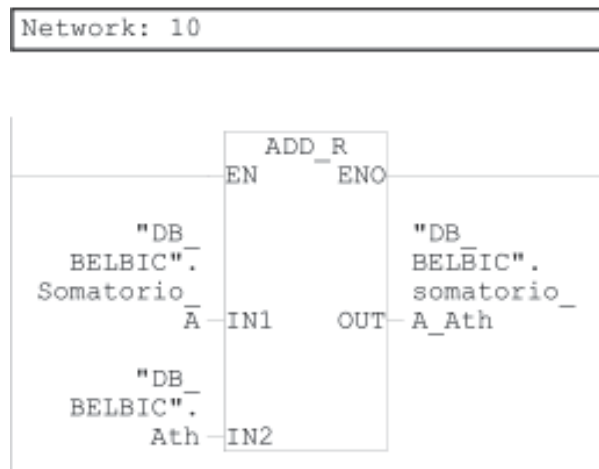 Network: 10
ADD_R
EN ENO
"DB_
BELBIC".
Somatorio_
A
IN1
OUT
"DB_
BELBIC".
somatorio_
A_Ath
"DB_
BELBIC".
Ath
IN2